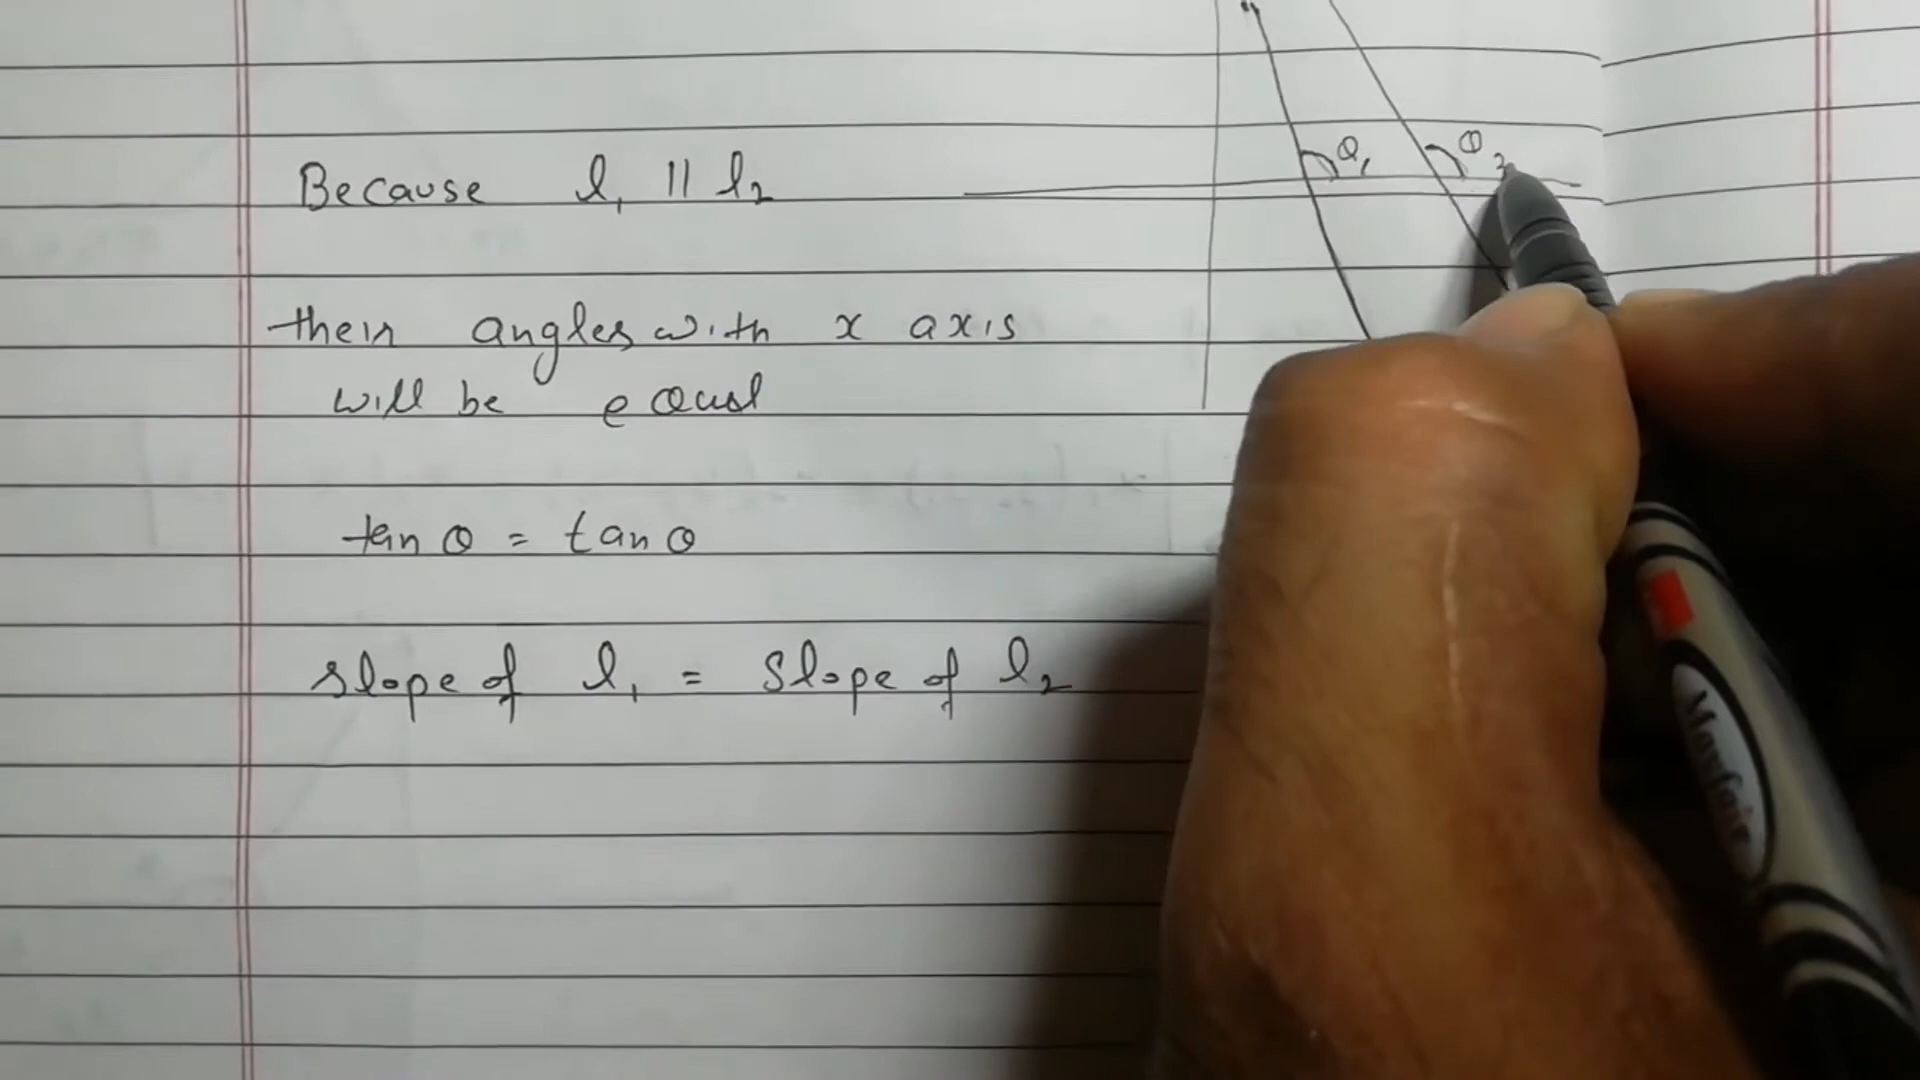 Because l₁ || l₂
their angles with x axis
will be equal
tan θ = tan θ
slope of l₁ = slope of l₂
θ₁
θ₂
Mayfair